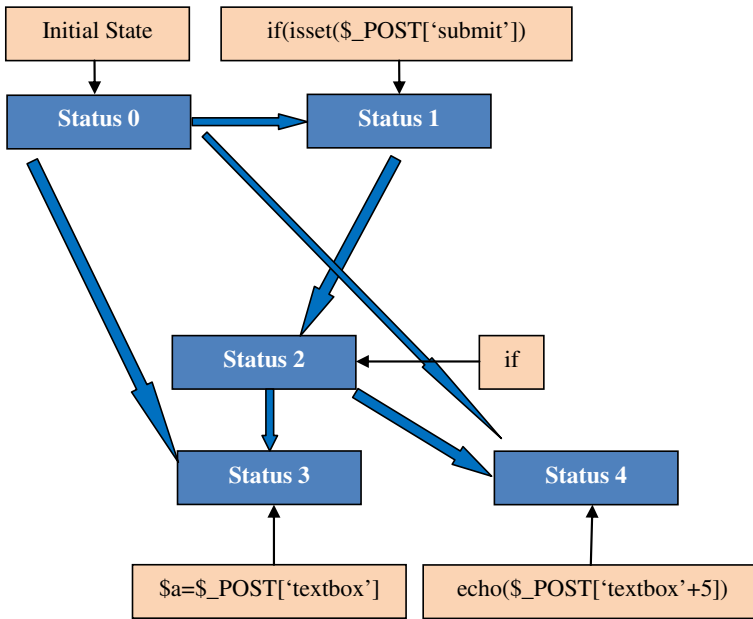 Initial State
if(isset($_POST[‘submit’])
Status 0
Status 1
Status 2
if
Status 3
Status 4
$a=$_POST[‘textbox’]
echo($_POST[‘textbox’+5])